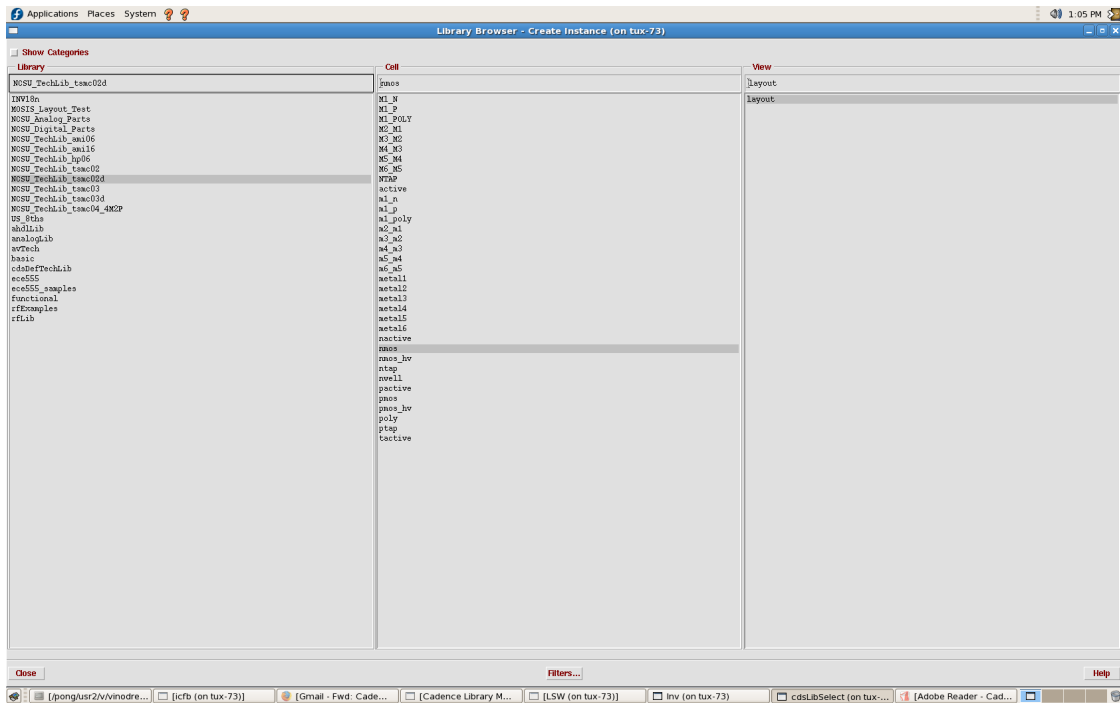 Applications Places System 1:05 PM
Library Browser - Create Instance (on tux-73)
Show Categories
Library
NCSU_TechLib_tsmc02d
INV18n
MOSIS_Layout_Test
NCSU_Analog_Parts
NCSU_Digital_Parts
NCSU_TechLib_ami06
NCSU_TechLib_ami16
NCSU_TechLib_hp06
NCSU_TechLib_tsmc02
NCSU_TechLib_tsmc02d
NCSU_TechLib_tsmc03
NCSU_TechLib_tsmc03d
NCSU_TechLib_tsmc04_4M2P
US_8ths
ahdlLib
analogLib
avTech
basic
cdsDefTechLib
ece555
ece555_samples
functional
rfExamples
rfLib
Cell
nmos
M1_N
M1_P
M1_POLY
M2_M1
M3_M2
M4_M3
M5_M4
M6_M5
NTAP
active
m1_n
m1_p
m1_poly
m2_m1
m3_m2
m4_m3
m5_m4
m6_m5
metal1
metal2
metal3
metal4
metal5
metal6
nactive
nmos
nmos_hv
ntap
nwell
pactive
pmos
pmos_hv
poly
ptap
tactive
View
layout
layout
Close Filters... Help
[/pong/usr2/v/vinodre... [icfb (on tux-73)] [Gmail - Fwd: Cade... [Cadence Library M... [LSW (on tux-73)] Inv (on tux-73) cdsLibSelect (on tux-... [Adobe Reader - Cad...